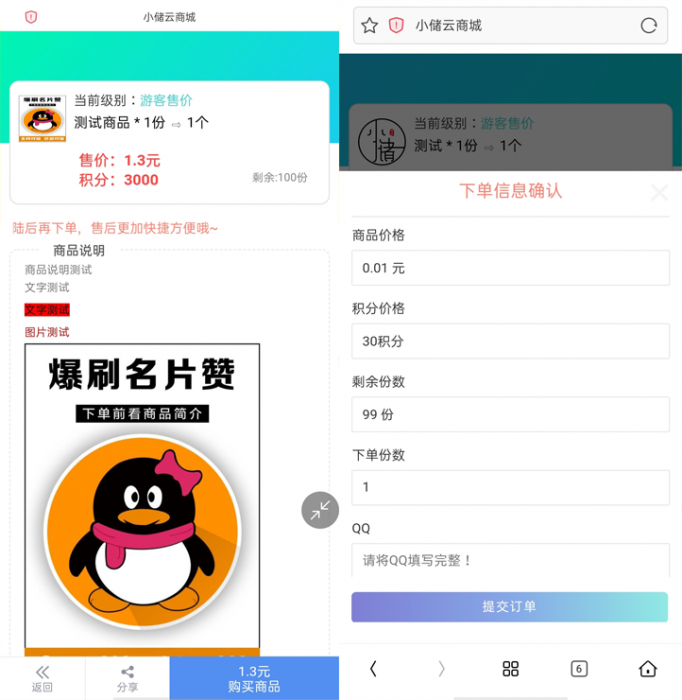 小储云商城
爆刷名片赞
当前级别：游客售价
测试商品 * 1份 ⇨ 1个
售价：1.3元
积分：3000
剩余:100份
陆后再下单，售后更加快捷方便哦~
商品说明
商品说明测试
文字测试
文字测试
图片测试
爆刷名片赞
下单前看商品简介
返回
分享
1.3元
购买商品
小储云商城
JL
储
当前级别：游客售价
测试 * 1份 ⇨ 1个
下单信息确认
商品价格
0.01 元
积分价格
30积分
剩余份数
99 份
下单份数
1
QQ
请将QQ填写完整！
提交订单
6